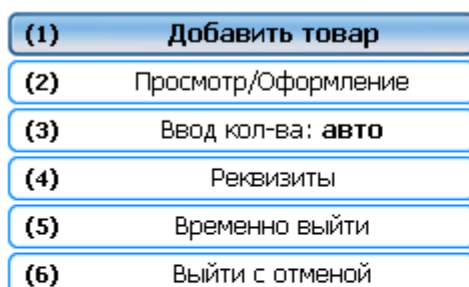 (1) Добавить товар
(2) Просмотр/Оформление
(3) Ввод кол-ва: авто
(4) Реквизиты
(5) Временно выйти
(6) Выйти с отменой